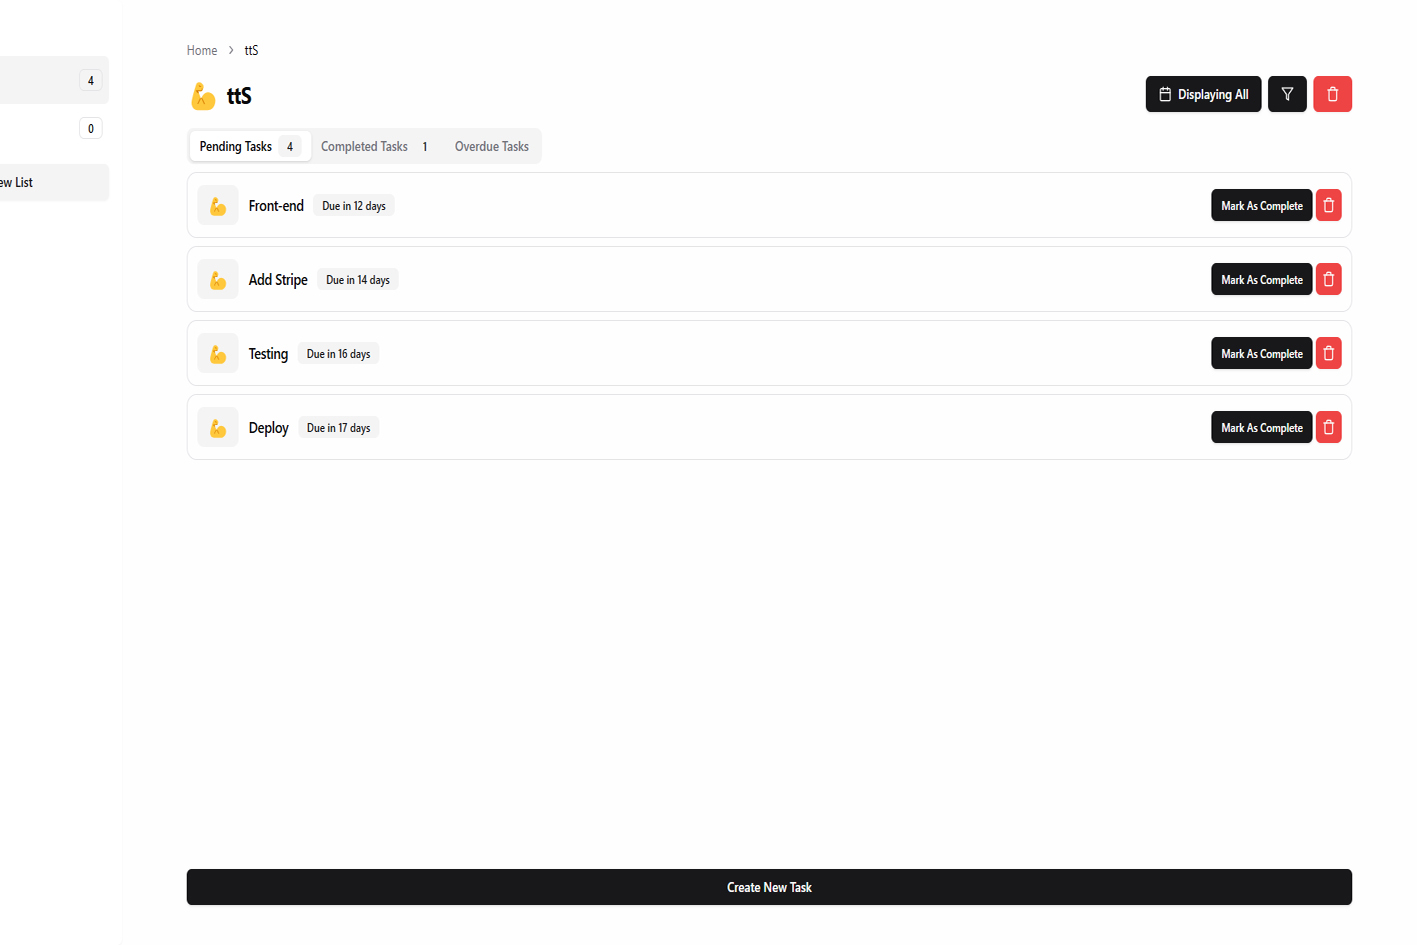 4
0
ew List
Home > ttS
ttS
Displaying All
Pending Tasks 4 Completed Tasks 1 Overdue Tasks
Front-end Due in 12 days Mark As Complete
Add Stripe Due in 14 days Mark As Complete
Testing Due in 16 days Mark As Complete
Deploy Due in 17 days Mark As Complete
Create New Task